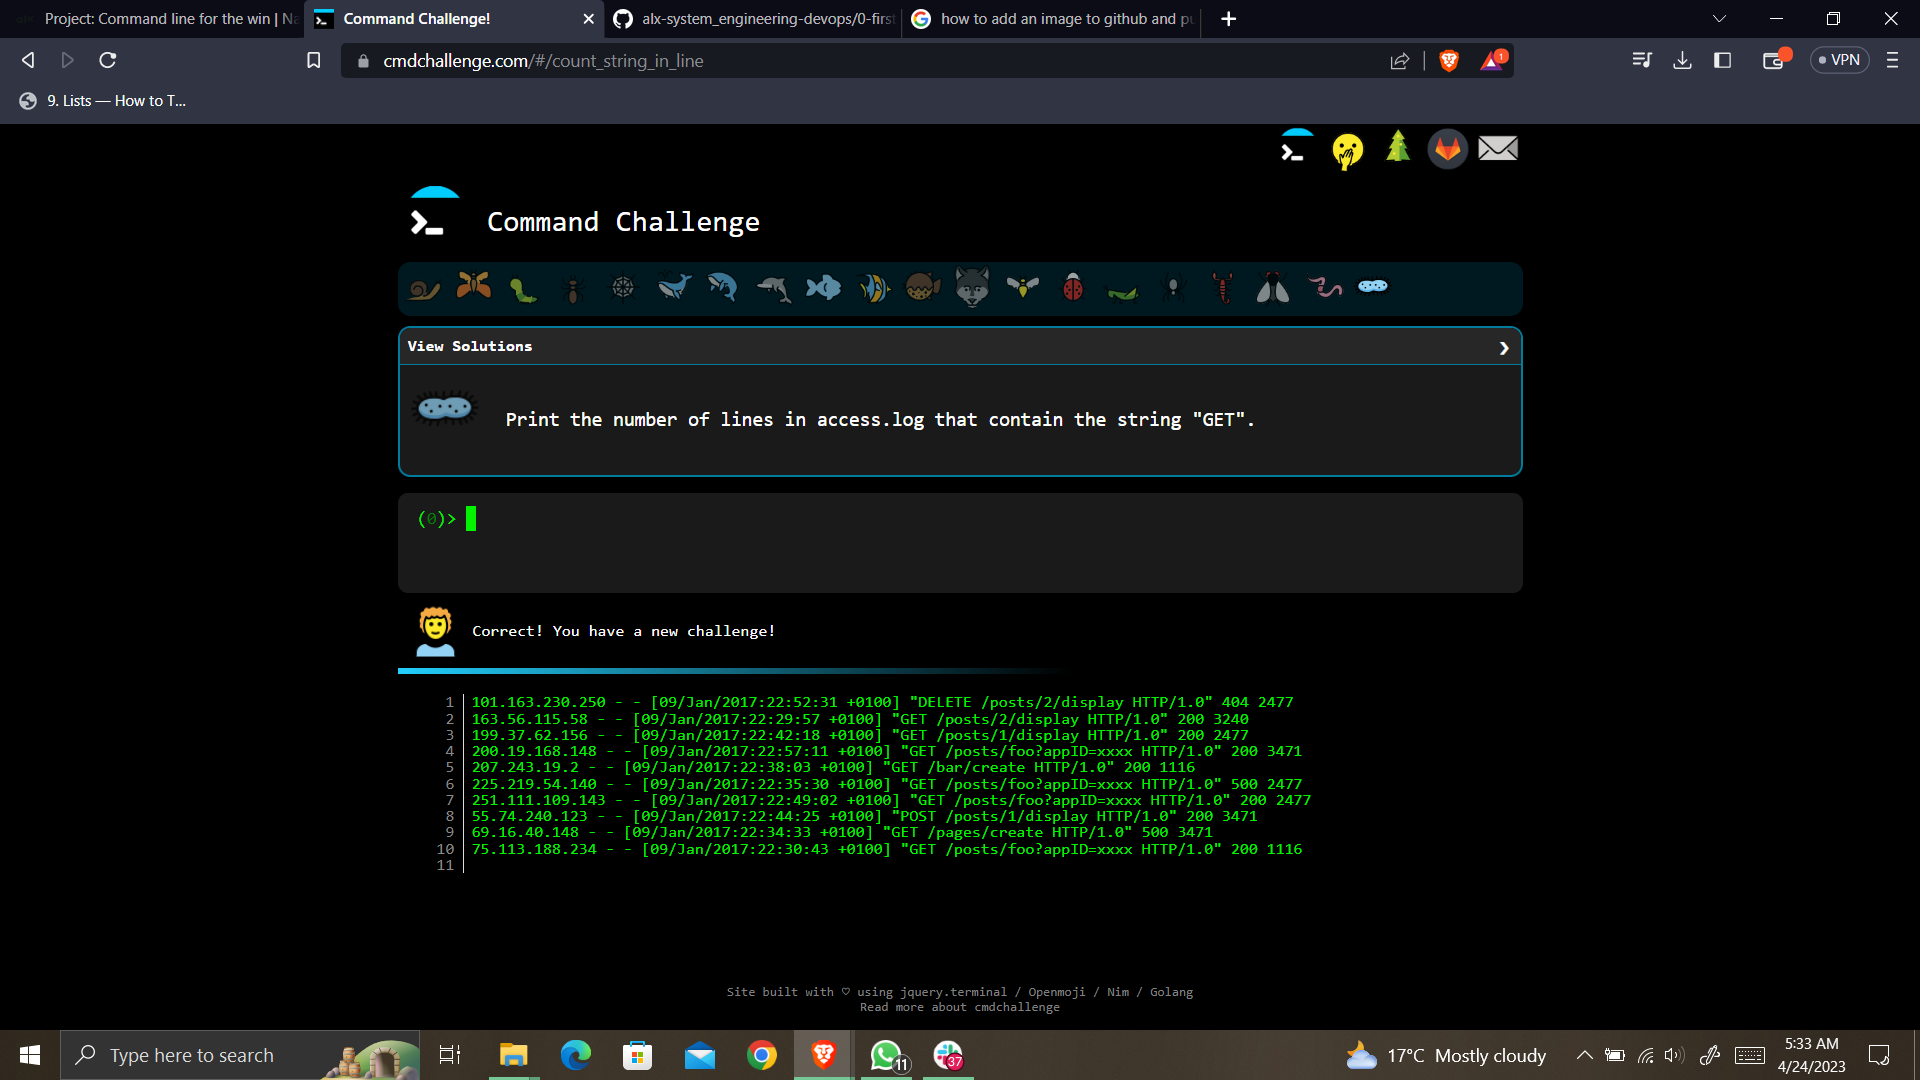 Project: Command line for the win | Na
Command Challenge!
alx-system_engineering-devops/0-first
how to add an image to github and pu
cmdchallenge.com/#/count_string_in_line
1
VPN
9. Lists — How to T...
Command Challenge
View Solutions
Print the number of lines in access.log that contain the string "GET".
(0)>
Correct! You have a new challenge!
1 101.163.230.250 - - [09/Jan/2017:22:52:31 +0100] "DELETE /posts/2/display HTTP/1.0" 404 2477
2 163.56.115.58 - - [09/Jan/2017:22:29:57 +0100] "GET /posts/2/display HTTP/1.0" 200 3240
3 199.37.62.156 - - [09/Jan/2017:22:42:18 +0100] "GET /posts/1/display HTTP/1.0" 200 2477
4 200.19.168.148 - - [09/Jan/2017:22:57:11 +0100] "GET /posts/foo?appID=xxxx HTTP/1.0" 200 3471
5 207.243.19.2 - - [09/Jan/2017:22:38:03 +0100] "GET /bar/create HTTP/1.0" 200 1116
6 225.219.54.140 - - [09/Jan/2017:22:35:30 +0100] "GET /posts/foo?appID=xxxx HTTP/1.0" 500 2477
7 251.111.109.143 - - [09/Jan/2017:22:49:02 +0100] "GET /posts/foo?appID=xxxx HTTP/1.0" 200 2477
8 55.74.240.123 - - [09/Jan/2017:22:44:25 +0100] "POST /posts/1/display HTTP/1.0" 200 3471
9 69.16.40.148 - - [09/Jan/2017:22:34:33 +0100] "GET /pages/create HTTP/1.0" 500 3471
10 75.113.188.234 - - [09/Jan/2017:22:30:43 +0100] "GET /posts/foo?appID=xxxx HTTP/1.0" 200 1116
11
Site built with ♡ using jquery.terminal / Openmoji / Nim / Golang
Read more about cmdchallenge
Type here to search
11
37
17°C Mostly cloudy
5:33 AM
4/24/2023